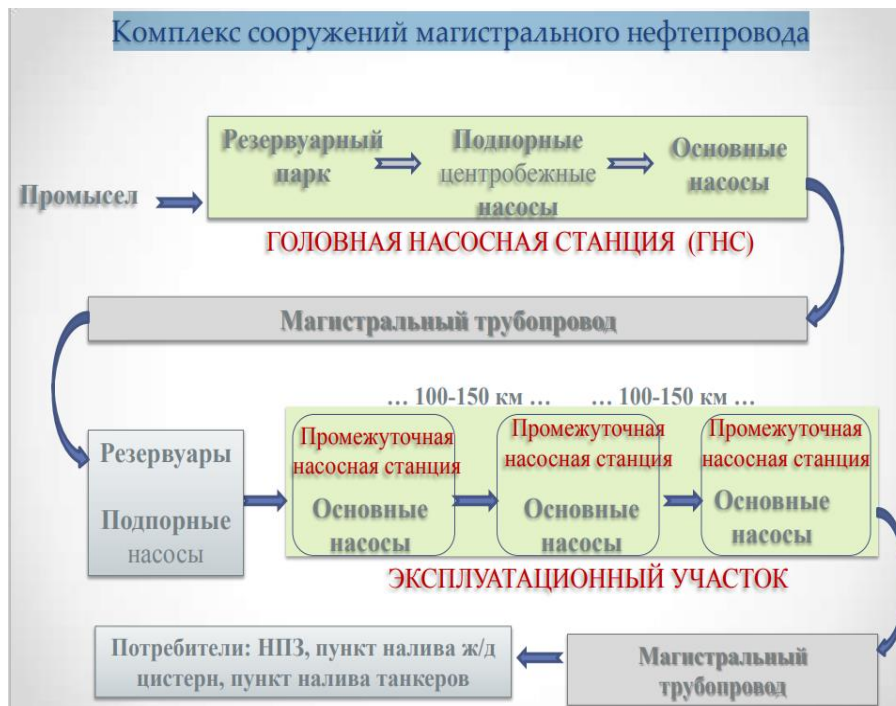 Комплекс сооружений магистрального нефтепровода
Резервуарный
парк
Подпорные
центробежные
насосы
Основные
насосы
Промысел
ГОЛОВНАЯ НАСОСНАЯ СТАНЦИЯ (ГНС)
Магистральный трубопровод
… 100-150 км …
… 100-150 км …
Резервуары
Подпорные
насосы
Промежуточная
насосная станция
Основные
насосы
Промежуточная
насосная станция
Основные
насосы
Промежуточная
насосная станция
Основные
насосы
ЭКСПЛУАТАЦИОННЫЙ УЧАСТОК
Потребители: НПЗ, пункт налива ж/д
цистерн, пункт налива танкеров
Магистральный
трубопровод